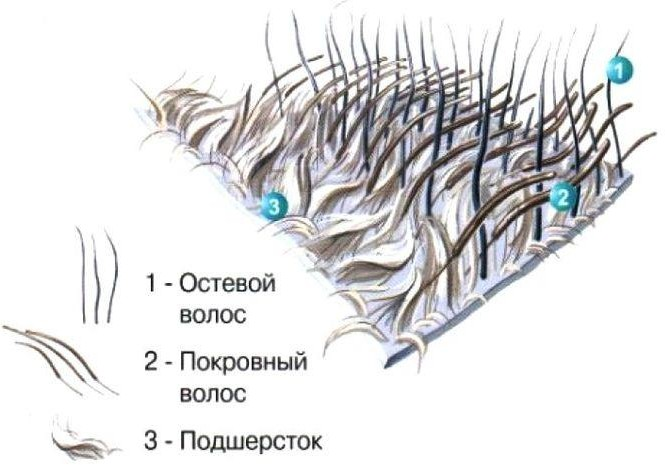 1
2
3
1 - Остевой
волос
2 - Покровный
волос
3 - Подшерсток